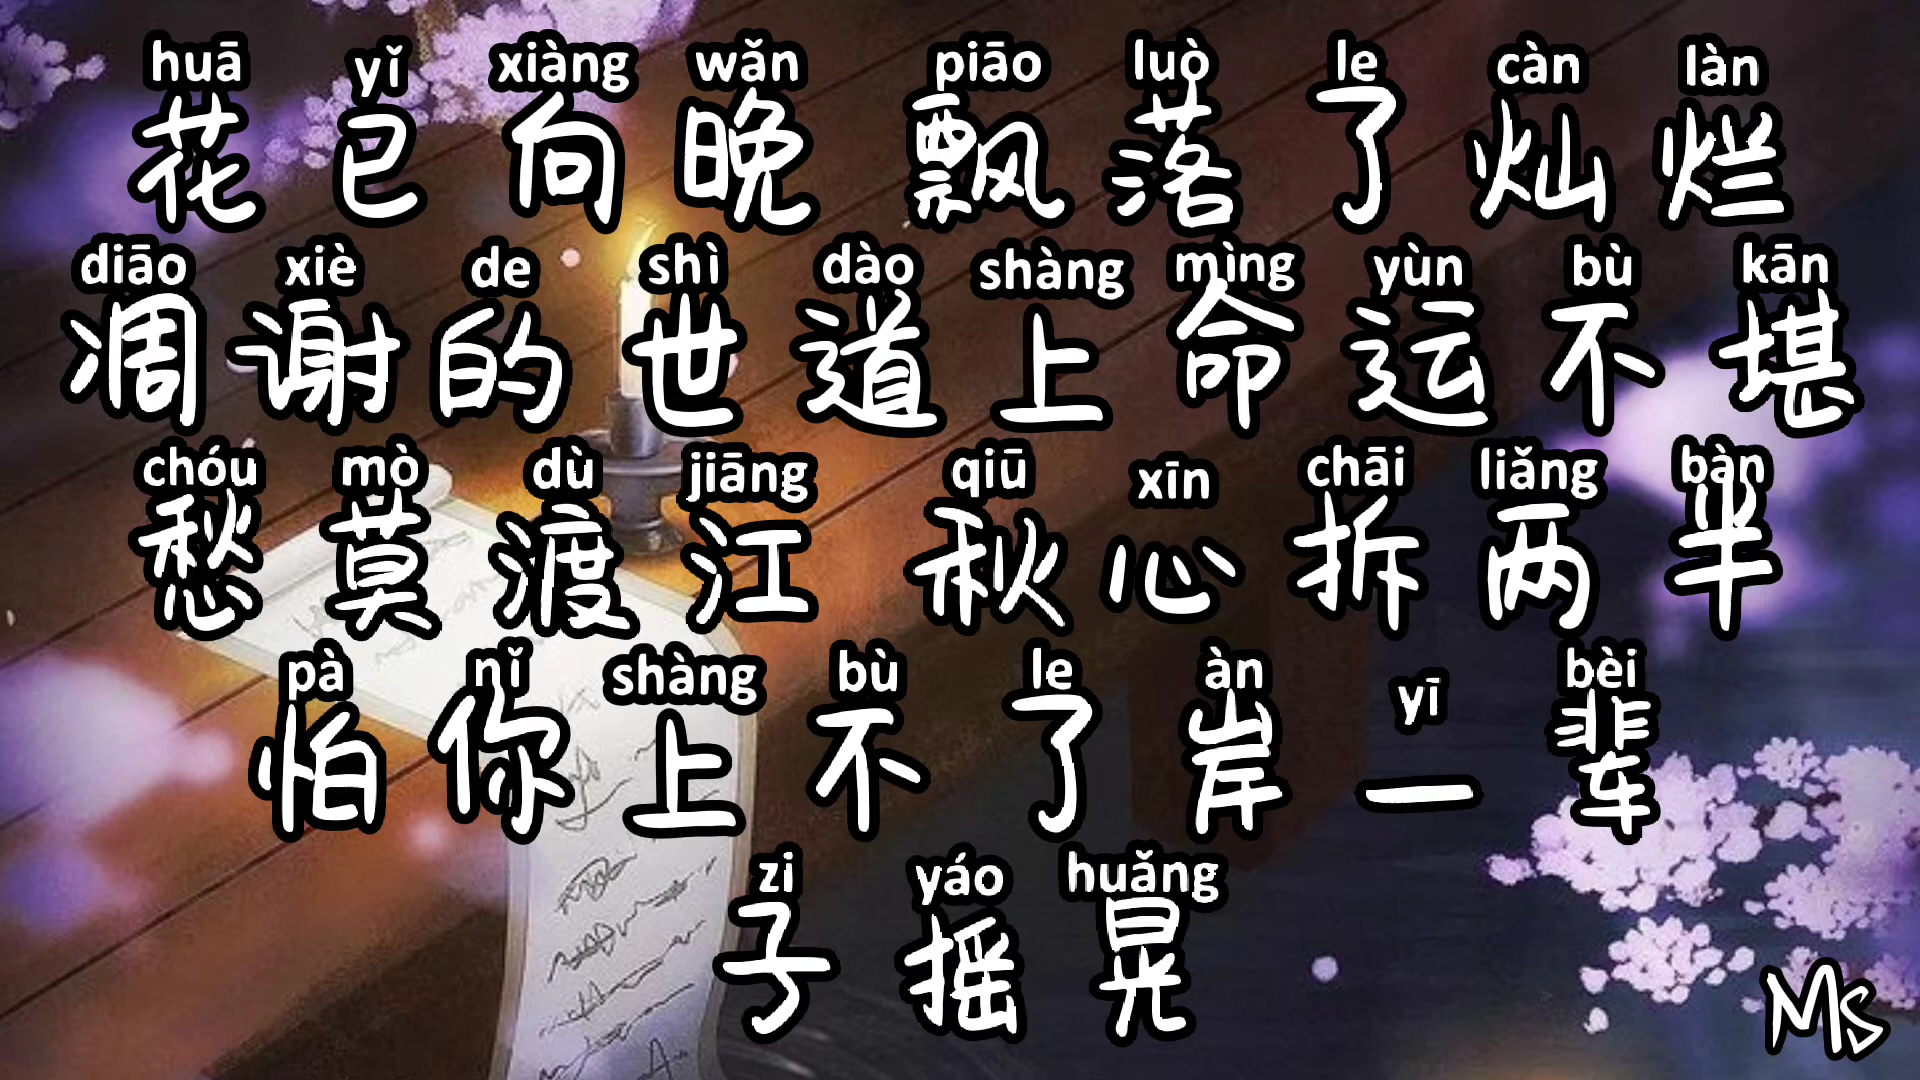 huā yǐ xiàng wǎn piāo luò le càn làn
花已向晚 飘落了灿烂
diāo xiè de shì dào shàng mìng yùn bù kān
凋谢的世道上命运不堪
chóu mò dù jiāng qiū xīn chāi liǎng bàn
愁莫渡江 秋心拆两半
pà nǐ shàng bù le àn yī bèi
怕你上不了岸一辈
zi yáo huǎng
子摇晃
Ms